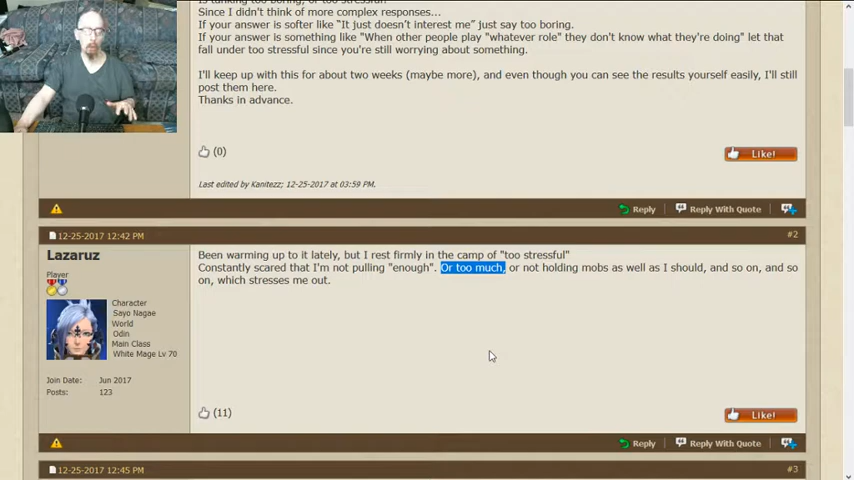 is tanking too boring, or too stressful?
Since I didn't think of more complex responses...
If your answer is softer like "It just doesn't interest me" just say too boring.
If your answer is something like "When other people play "whatever role" they don't know what they're doing" let that
fall under too stressful since you're still worrying about something.
I'll keep up with this for about two weeks (maybe more), and even though you can see the results yourself easily, I'll still
post them here.
Thanks in advance.
(0)
Like!
Last edited by Kanitezz; 12-25-2017 at 03:59 PM.
Reply
Reply With Quote
12-25-2017 12:42 PM
#2
Lazaruz
Player
Character
Sayo Nagae
World
Odin
Main Class
White Mage Lv 70
Join Date: Jun 2017
Posts: 123
Been warming up to it lately, but I rest firmly in the camp of "too stressful"
Constantly scared that I'm not pulling "enough". Or too much, or not holding mobs as well as I should, and so on, and so
on, which stresses me out.
(11)
Like!
Reply
Reply With Quote
12-25-2017 12:45 PM
#3